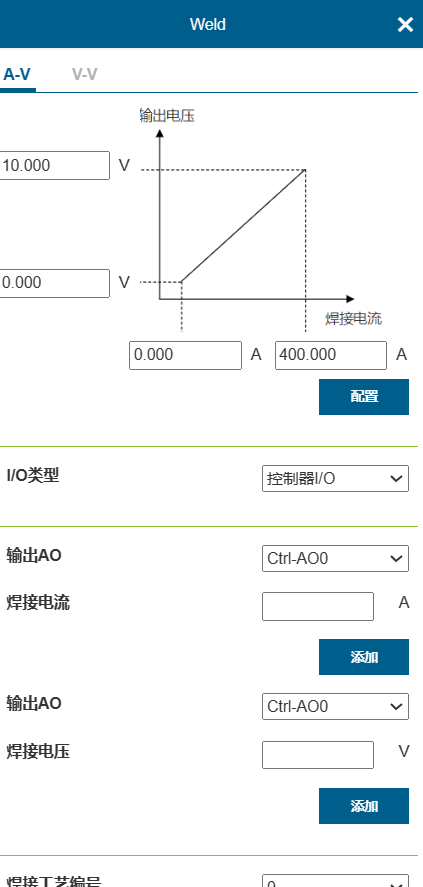 Weld ×
A-V V-V
输出电压
10.000 V
0.000 V
焊接电流
0.000 A 400.000 A
配置
I/O类型 控制器I/O
输出AO Ctrl-AO0
焊接电流 A
添加
输出AO Ctrl-AO0
焊接电压 V
添加
焊接工艺编号 0